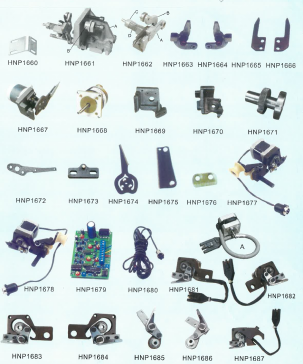 A
B
C
B
D
A
HNP1660 HNP1661 HNP1662 HNP1663 HNP1664 HNP1665 HNP1666
HNP1667 HNP1668 HNP1669 HNP1670 HNP1671
HNP1672 HNP1673 HNP1674 HNP1675 HNP1676 HNP1677
A
HNP1678 HNP1679 HNP1680 HNP1681 HNP1682
HNP1683 HNP1684 HNP1685 HNP1686 HNP1687